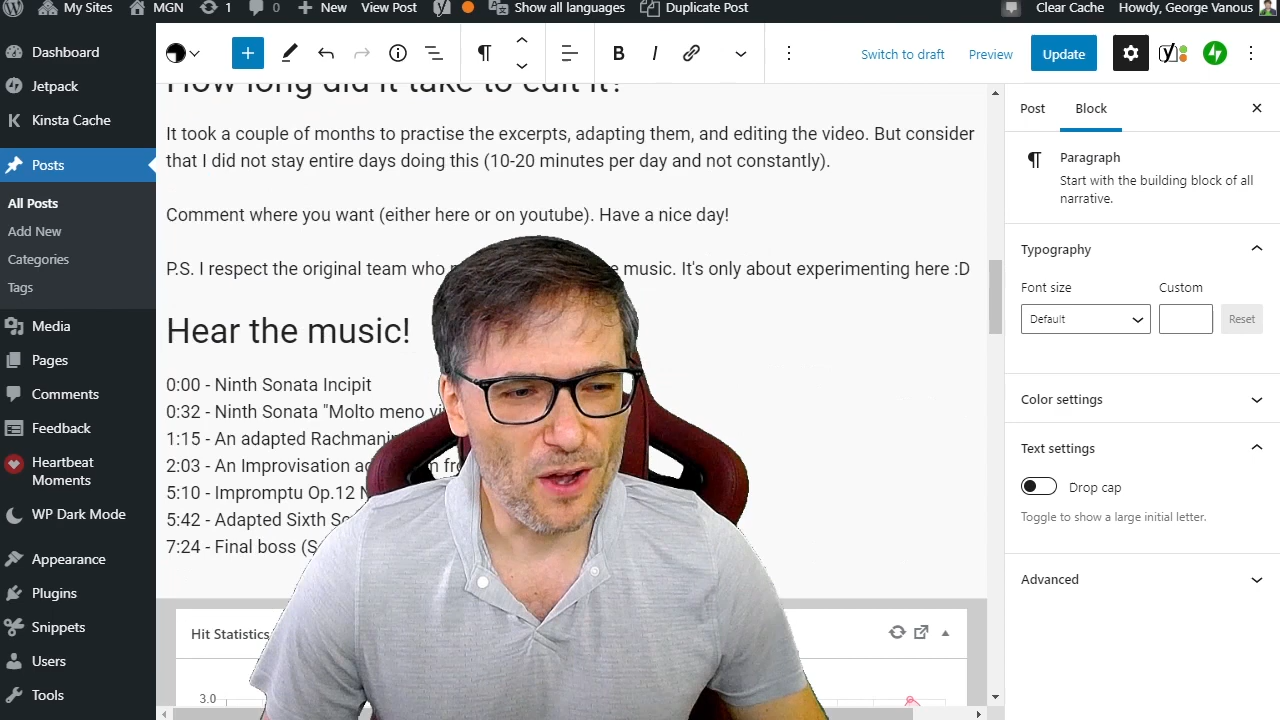 My Sites
MGN
1
0
New
View Post
Show all languages
Duplicate Post
Clear Cache
Howdy, George Vanous
Dashboard
Jetpack
Kinsta Cache
Posts
All Posts
Add New
Categories
Tags
Media
Pages
Comments
Feedback
Heartbeat
Moments
WP Dark Mode
Appearance
Plugins
Snippets
Users
Tools
B
I
Switch to draft
Preview
Update
How long did it take to edit it?
It took a couple of months to practise the excerpts, adapting them, and editing the video. But consider
that I did not stay entire days doing this (10-20 minutes per day and not constantly).
Comment where you want (either here or on youtube). Have a nice day!
P.S. I respect the original team who music. It's only about experimenting here :D
Hear the music!
0:00 - Ninth Sonata Incipit
0:32 - Ninth Sonata "Molto meno
1:15 - An adapted
2:03 - An Improvisation
5:10 - Impromptu Op.12
5:42 - Adapted Sixth
7:24 - Final boss
Hit Statistics
3.0
Post
Block
Paragraph
Start with the building block of all
narrative.
Typography
Font size
Custom
Default
Reset
Color settings
Text settings
Drop cap
Toggle to show a large initial letter.
Advanced